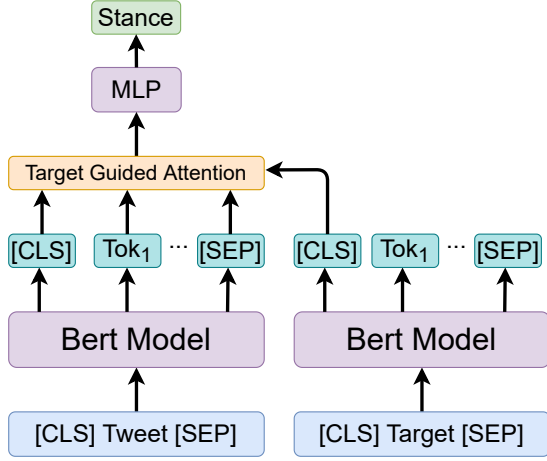 Stance
MLP
Target Guided Attention
[CLS] Tok1 ... [SEP] [CLS] Tok1 ... [SEP]
Bert Model Bert Model
[CLS] Tweet [SEP] [CLS] Target [SEP]